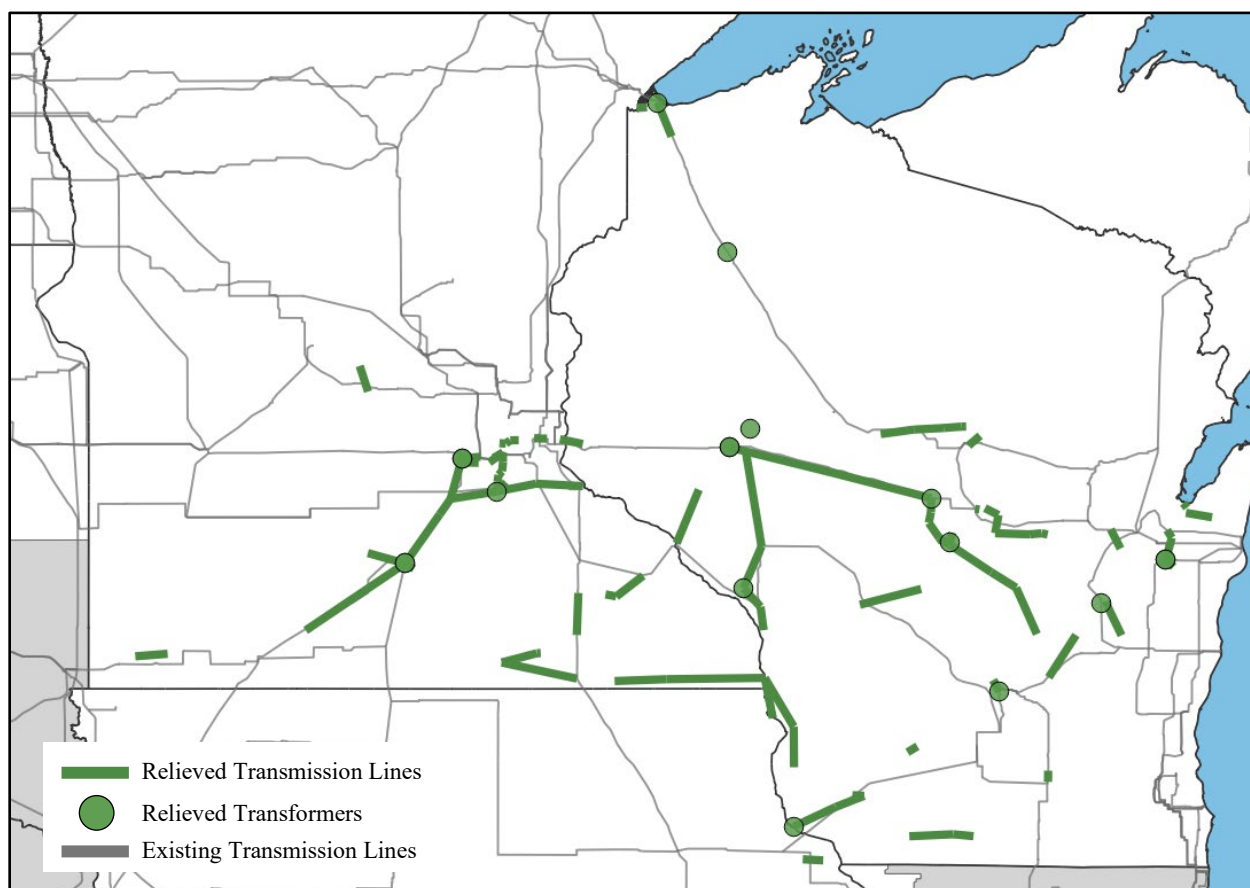 Relieved Transmission Lines
Relieved Transformers
Existing Transmission Lines